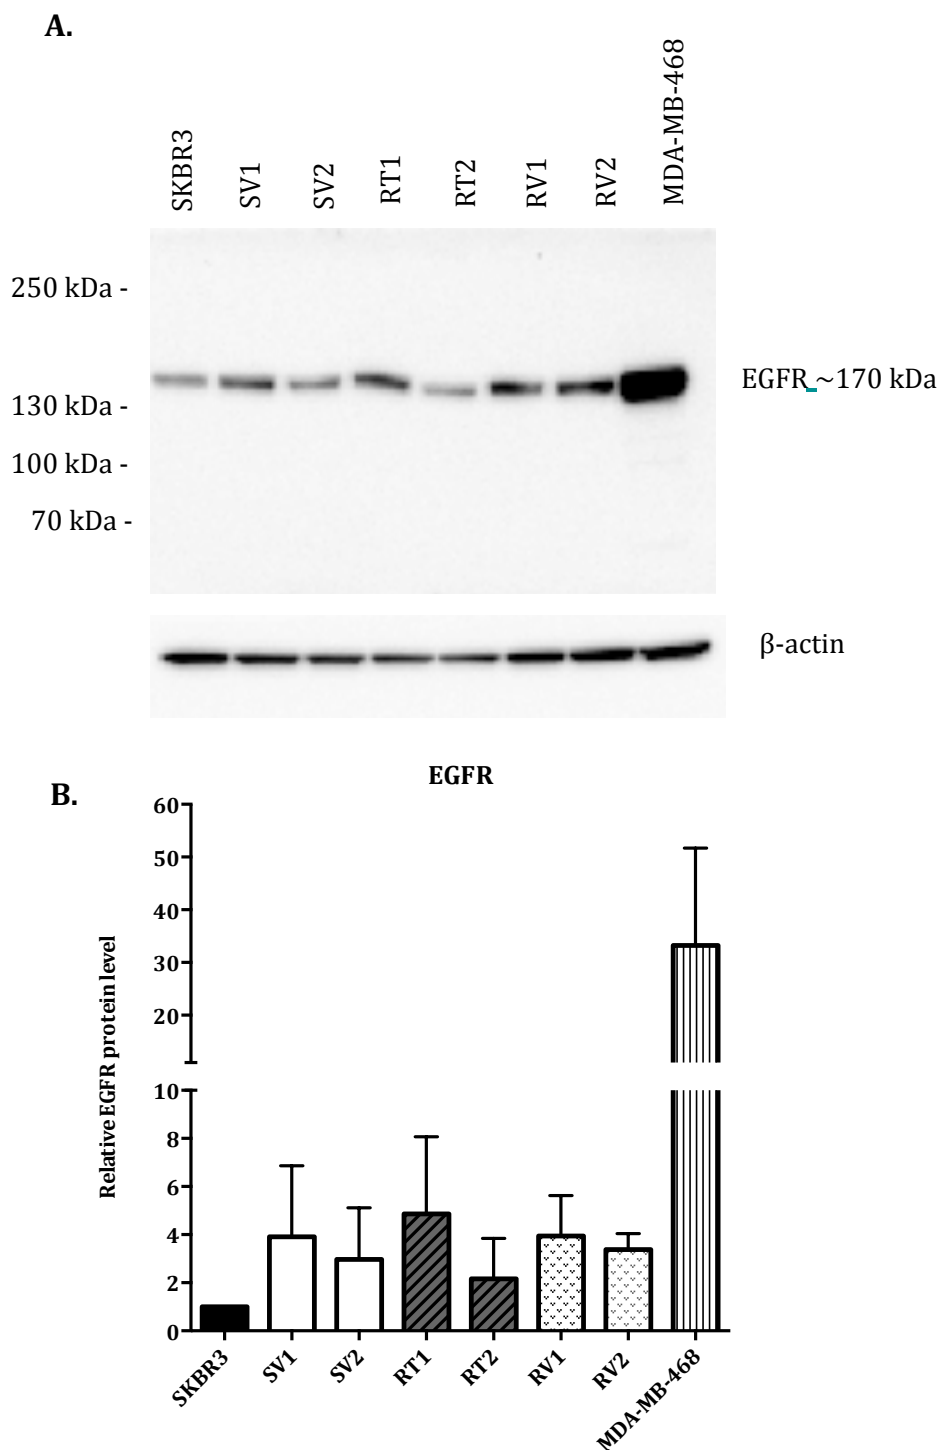 A.
SKBR3
SV1
SV2
RT1
RT2
RV1
RV2
MDA-MB-468
250 kDa -
130 kDa -
100 kDa -
70 kDa -
EGFR ~170 kDa
β-actin
B.
EGFR
Relative EGFR protein level
60
50
40
30
20
10
8
6
4
2
0
SKBR3
SV1
SV2
RT1
RT2
RV1
RV2
MDA-MB-468